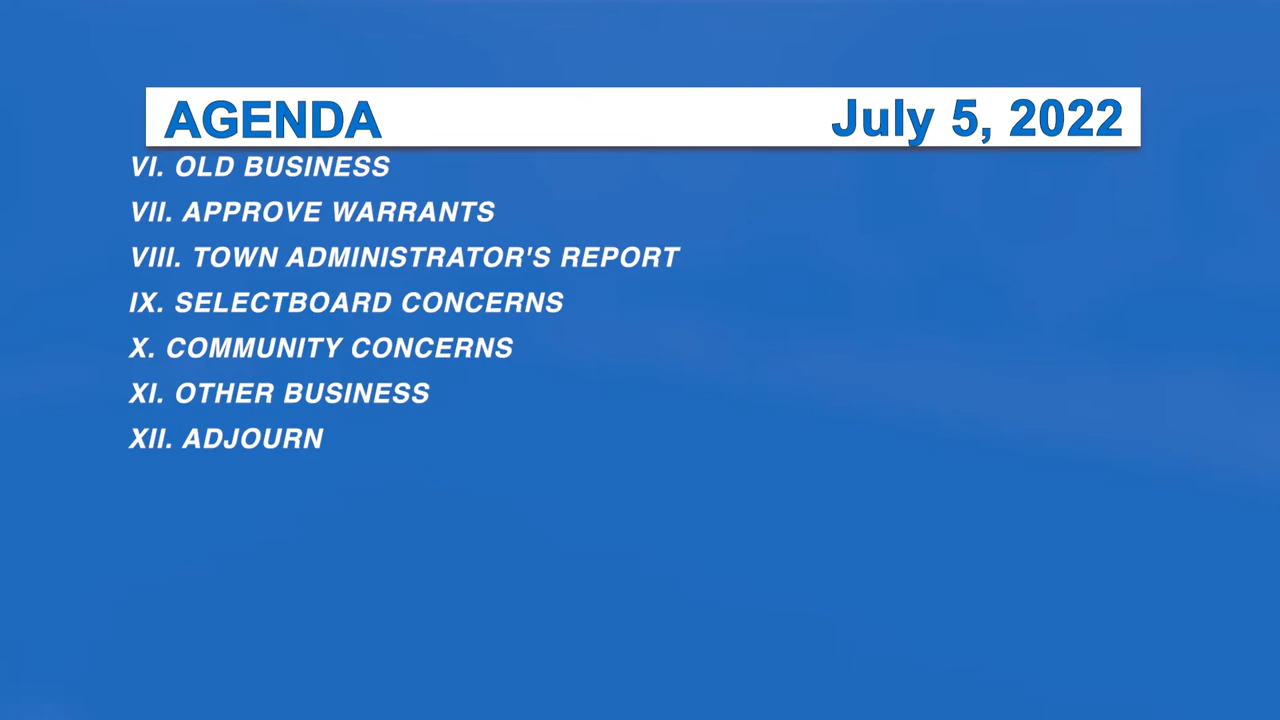 AGENDA July 5, 2022
VI. OLD BUSINESS
VII. APPROVE WARRANTS
VIII. TOWN ADMINISTRATOR'S REPORT
IX. SELECTBOARD CONCERNS
X. COMMUNITY CONCERNS
XI. OTHER BUSINESS
XII. ADJOURN